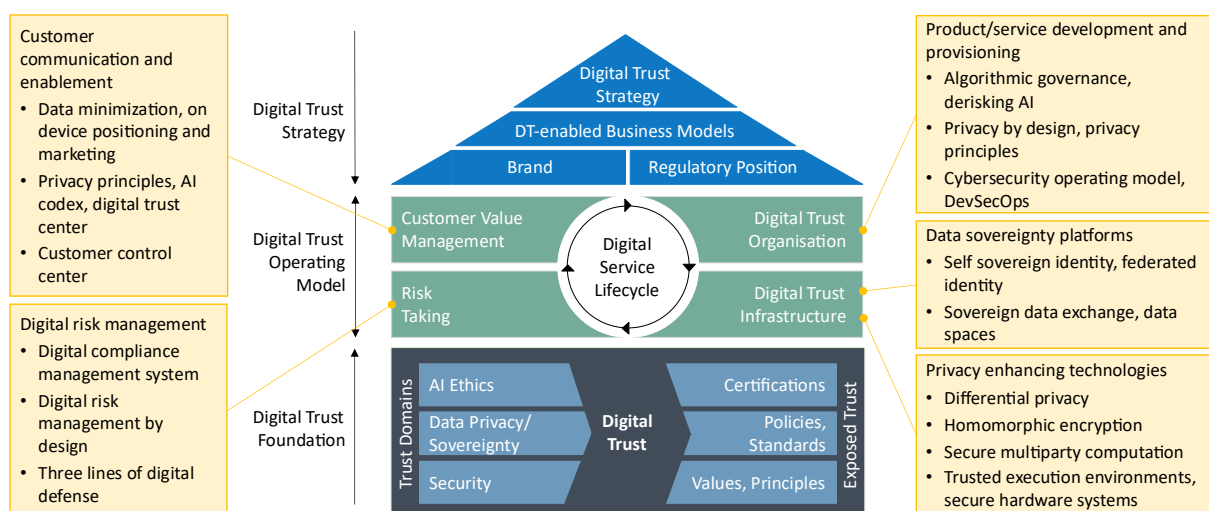 Customer
communication and
enablement
• Data minimization, on
device positioning and
marketing
• Privacy principles, AI
codex, digital trust
center
• Customer control
center
Digital risk management
• Digital compliance
management system
• Digital risk
management by
design
• Three lines of digital
defense
Digital Trust
Strategy
Digital Trust
Operating
Model
Digital Trust
Foundation
Digital Trust
Strategy
DT-enabled Business Models
Brand
Regulatory Position
Customer Value
Management
Digital Trust
Organisation
Digital
Service
Lifecycle
Risk
Taking
Digital Trust
Infrastructure
Trust Domains
AI Ethics
Data Privacy/
Sovereignty
Security
Digital
Trust
Certifications
Policies,
Standards
Values, Principles
Exposed Trust
Product/service development and
provisioning
• Algorithmic governance,
derisking AI
• Privacy by design, privacy
principles
• Cybersecurity operating model,
DevSecOps
Data sovereignty platforms
• Self sovereign identity, federated
identity
• Sovereign data exchange, data
spaces
Privacy enhancing technologies
• Differential privacy
• Homomorphic encryption
• Secure multiparty computation
• Trusted execution environments,
secure hardware systems